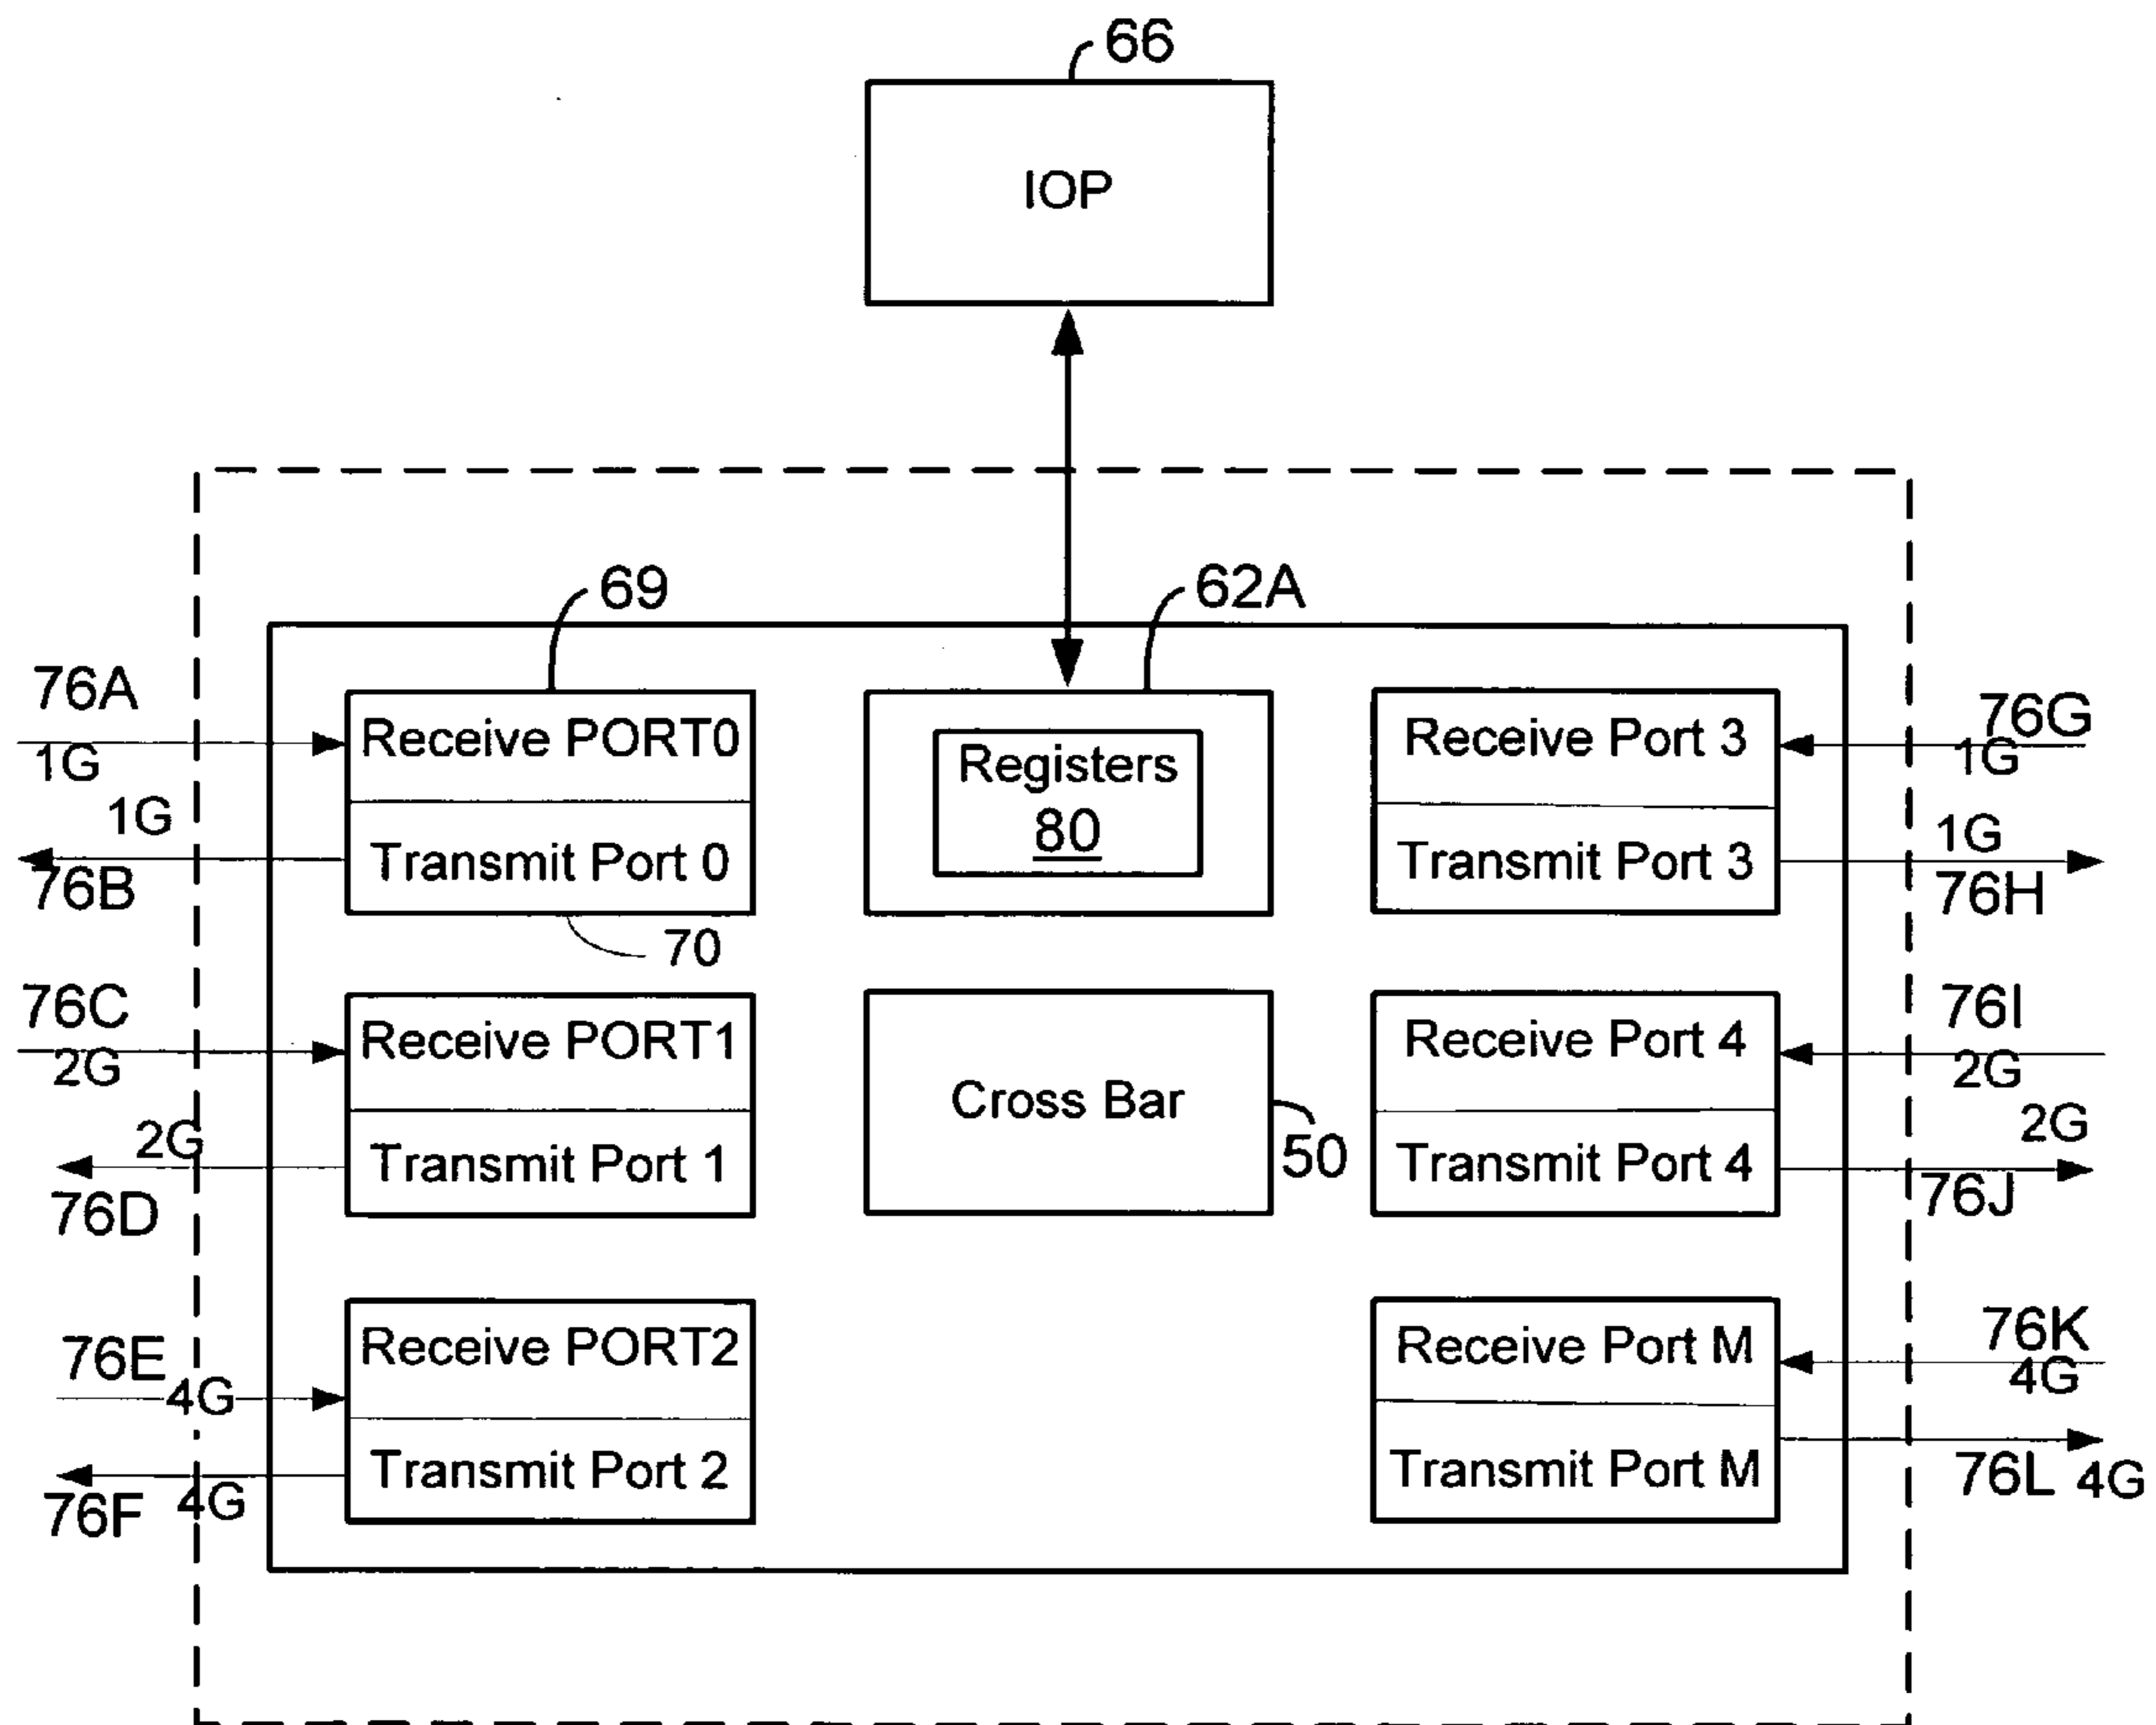 66
IOP
69
62A
76A
1G
1G
76B
Receive PORT0
Transmit Port 0
70
Registers
80
Receive Port 3
Transmit Port 3
76G
1G
1G
76H
76C
2G
2G
76D
Receive PORT1
Transmit Port 1
Cross Bar
50
Receive Port 4
Transmit Port 4
76I
2G
2G
76J
76E
4G
4G
76F
Receive PORT2
Transmit Port 2
Receive Port M
Transmit Port M
76K
4G
76L 4G